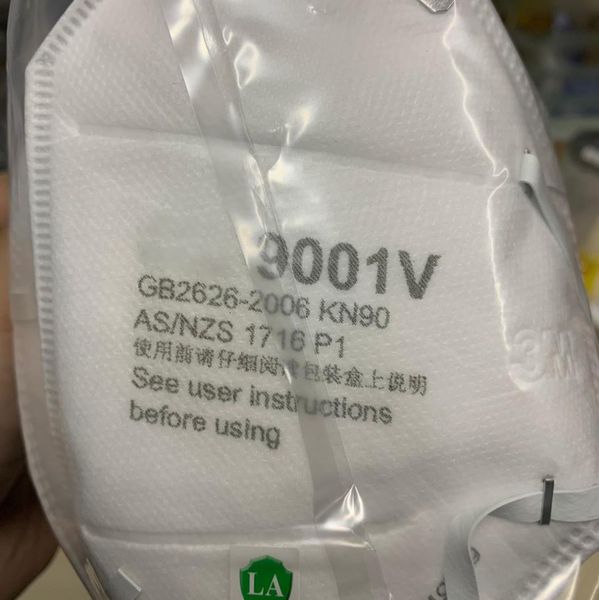 9001V
GB2626-2006 KN90
AS/NZS 1716 P1
使用前请仔细阅读包装盒上说明
See user instructions
before using
3M
LA